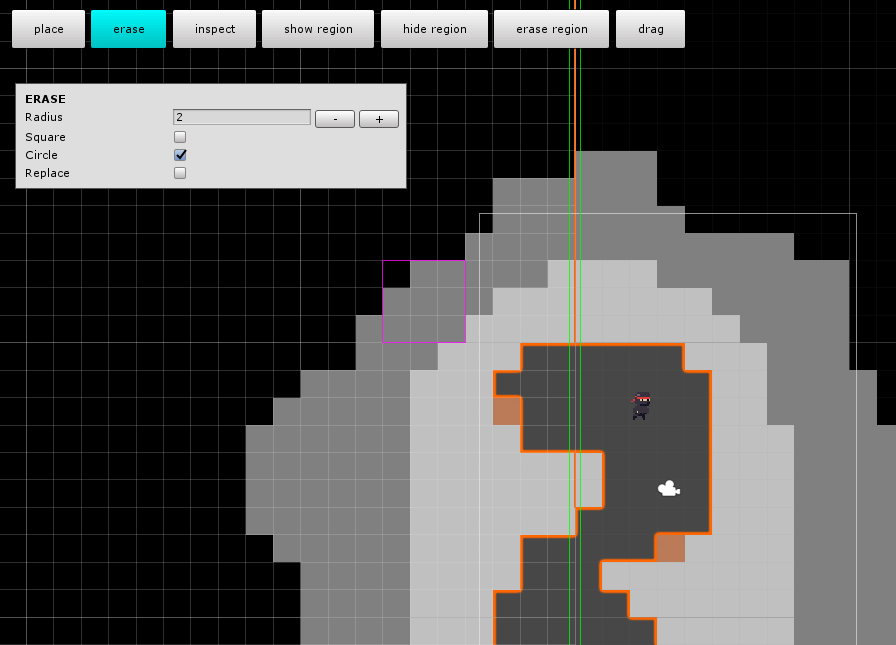 place erase inspect show region hide region erase region drag
ERASE
Radius 2 - +
Square
Circle
Replace